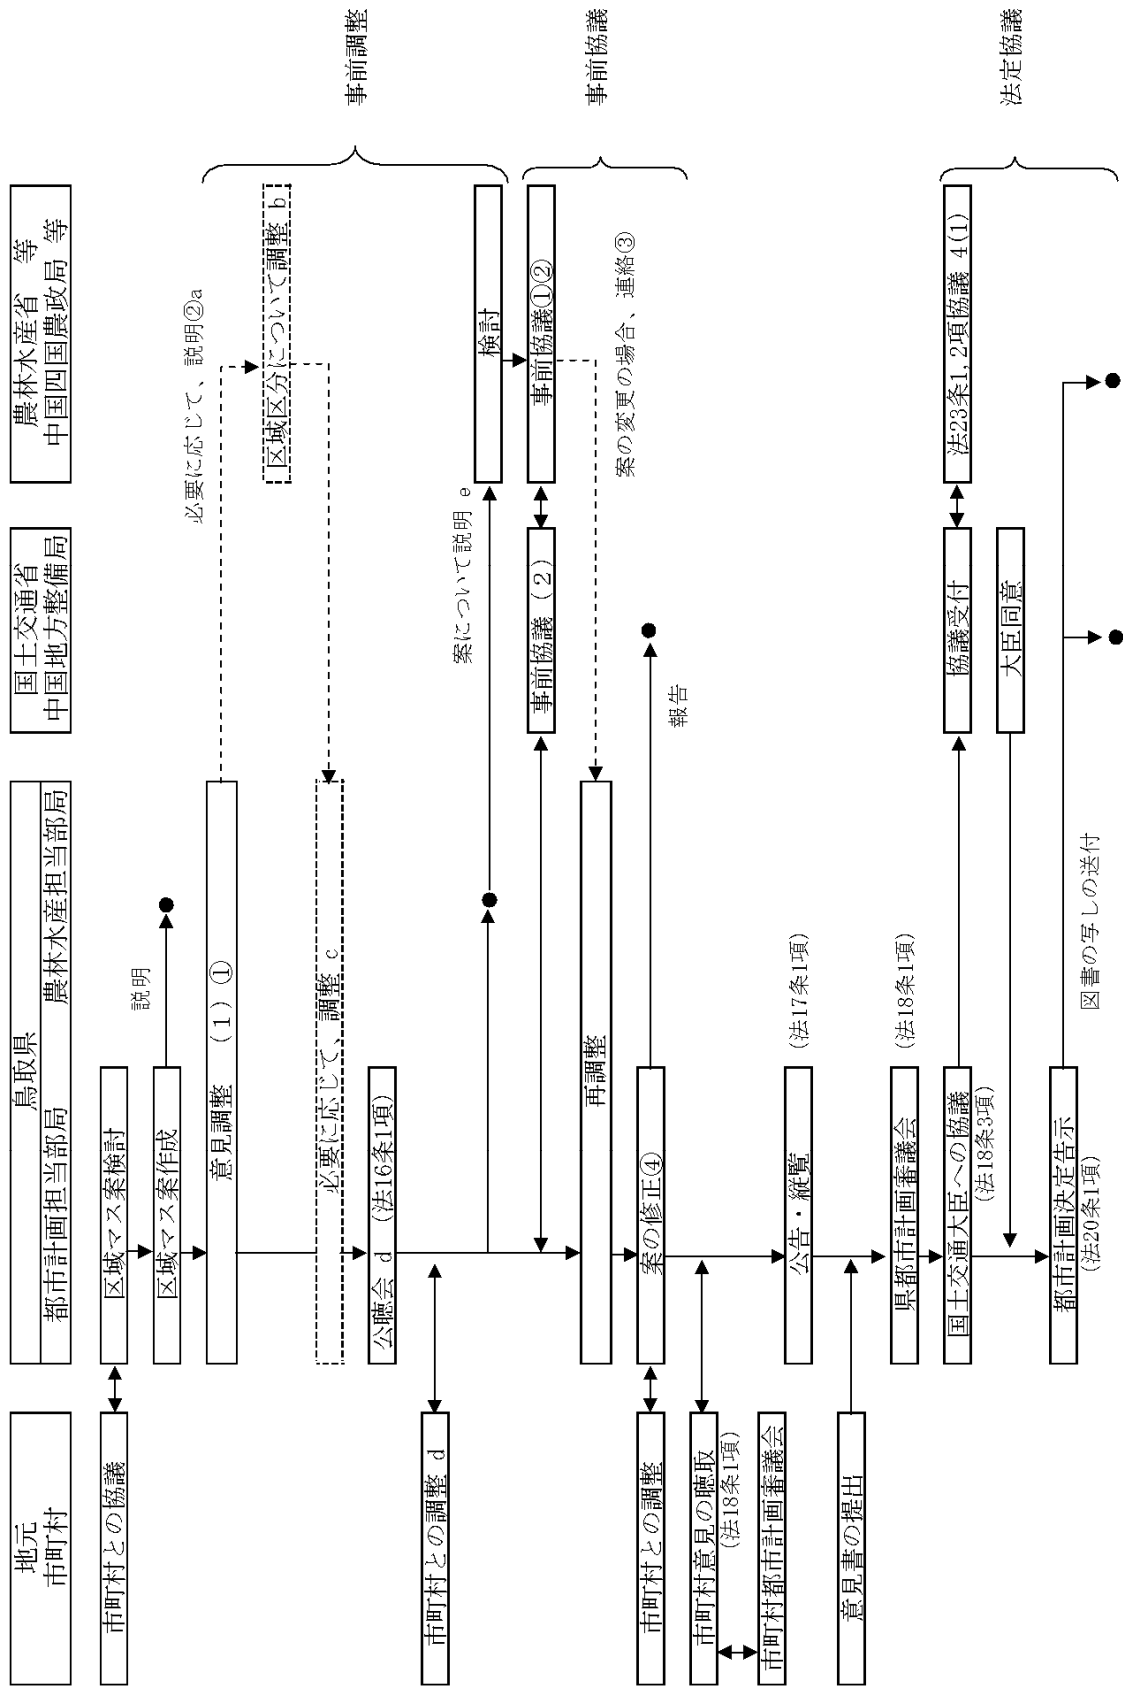 地元
市町村
鳥取県
都市計画担当部局
農林水産担当部局
国土交通省
中国地方整備局
農林水産省 等
中国四国農政局 等
市町村との協議
区域マス案検討
区域マス案作成
説明
意見調整 (1)①
必要に応じて、説明②a
区域区分について調整 b
必要に応じて、調整 c
公聴会 d (法16条1項)
市町村との調整 d
案について説明 e
検討
事前調整
事前協議(2)
事前協議①②
事前協議
再調整
案の変更の場合、連絡③
市町村との調整
案の修正④
報告
市町村意見の聴取
(法18条1項)
市町村都市計画審議会
公告・縦覧
(法17条1項)
意見書の提出
県都市計画審議会
(法18条1項)
国土交通大臣への協議
(法18条3項)
協議受付
法23条1,2項協議 4(1)
大臣同意
法定協議
都市計画決定告示
(法20条1項)
図書の写しの送付